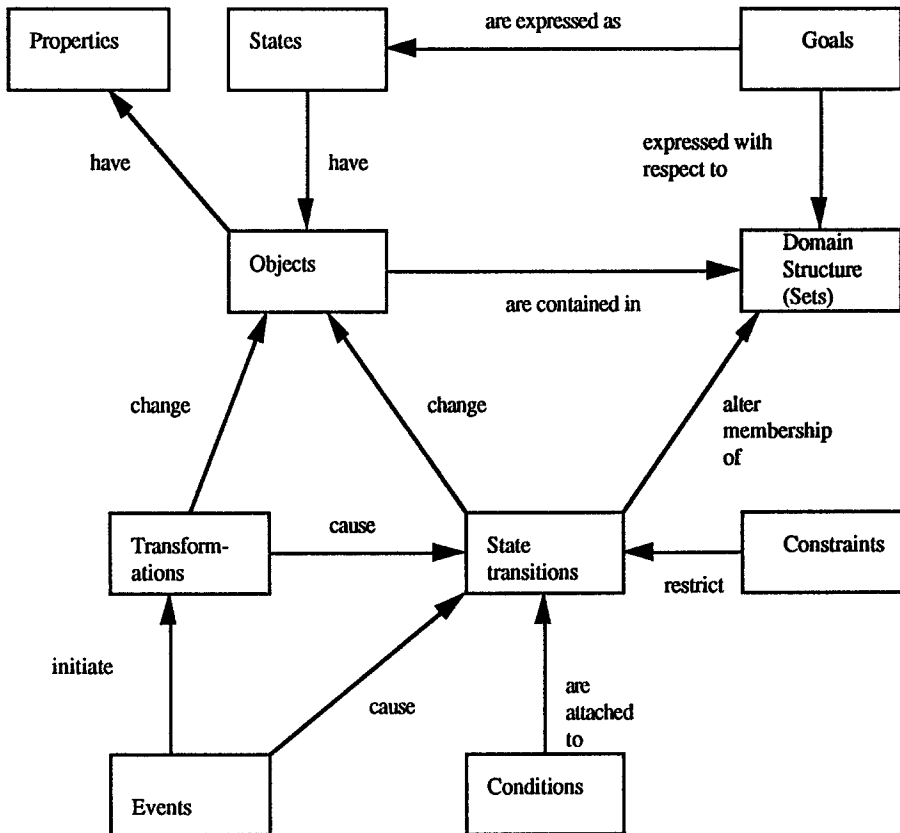 Properties
States
are expressed as
Goals
have
have
expressed with
respect to
Objects
Domain
Structure
(Sets)
are contained in
change
change
alter
membership
of
Transform-
ations
cause
State
transitions
Constraints
restrict
initiate
cause
are
attached
to
Events
Conditions